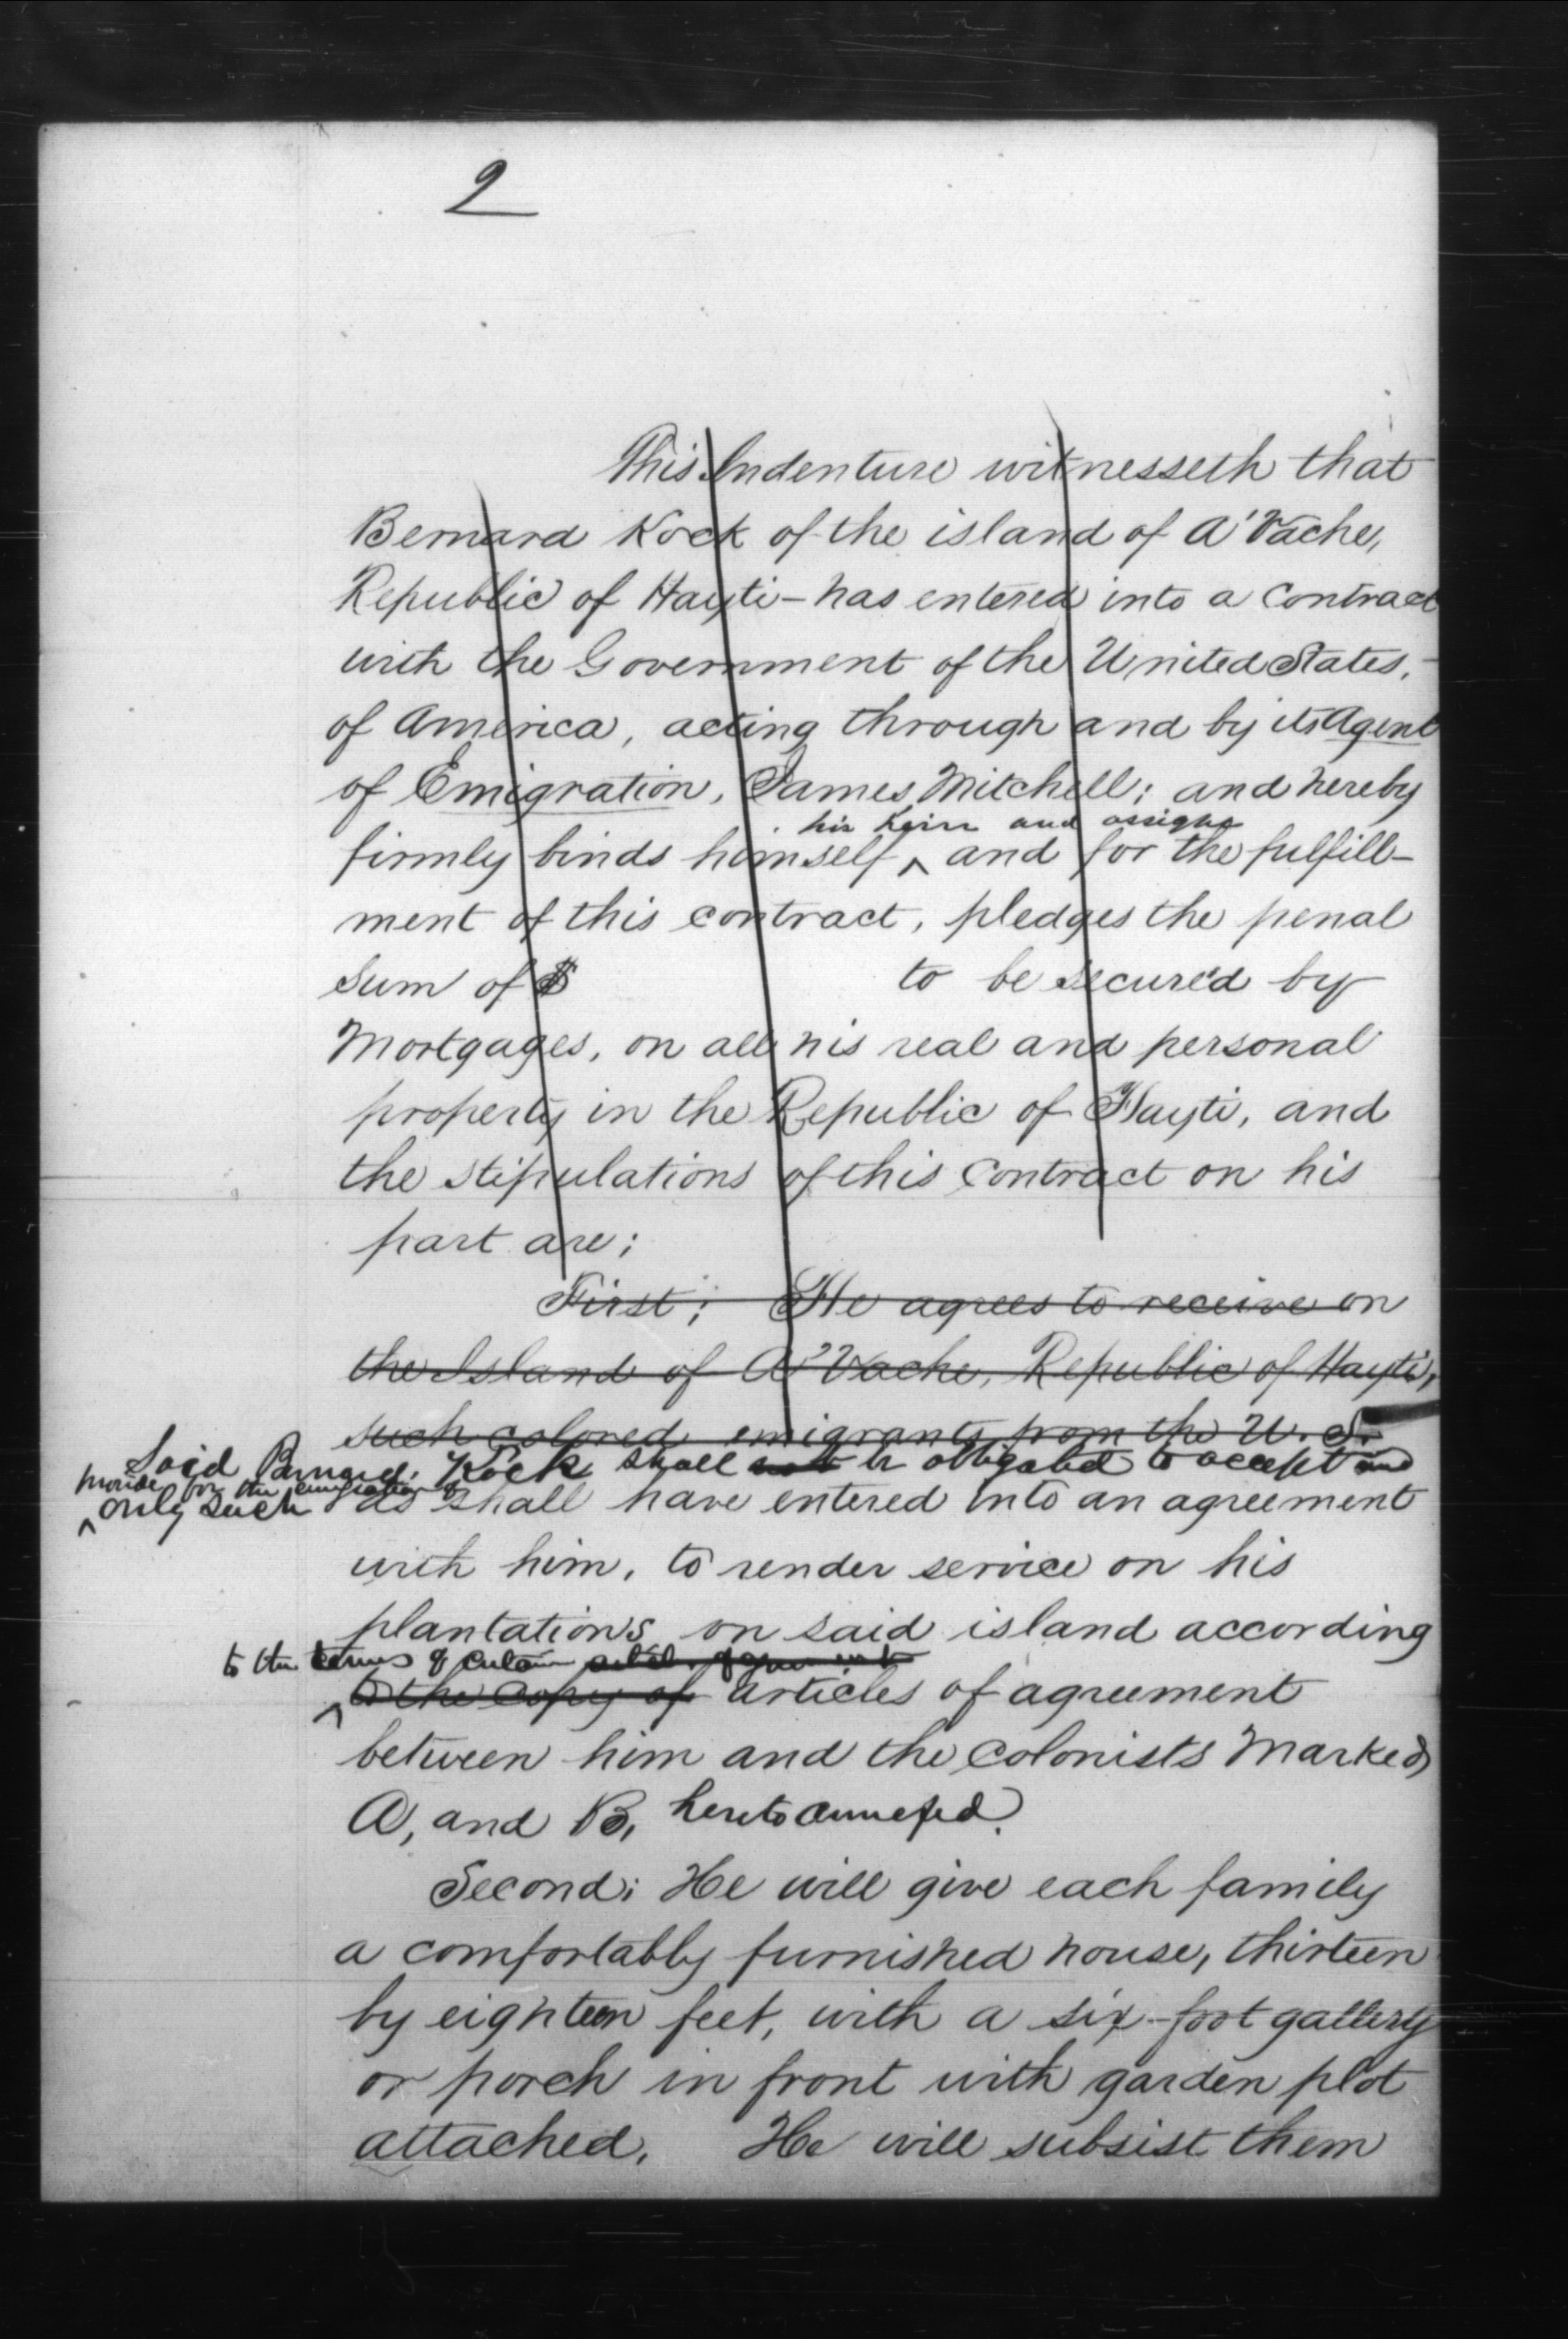 2
This Indenture witnesseth that
Bernard Kock of the island of A'Vache,
Republic of Hayti - has entered into a Contract
with the Government of the United States,
of America, acting through and by its Agent
of Emigration, James Mitchell; and hereby
his heirs and assigns
firmly binds himself ^ and for the fulfill-
ment of this contract, pledges the penal
sum of $ to be secured by
Mortgages, on all his real and personal
property in the Republic of Hayti, and
the stipulations of this Contract on his
part are;
First; He agrees to receive on
the Island of A'Vache, Republic of Hayti,
such colored emigrants from the U. S.
Said Bernard Kock shall not be obligated to accept and
provide for the emigration of
^ only such as shall have entered into an agreement
with him, to render service on his
plantations on said island according
to the terms of certain
^ to the copy of articles of agreement
between him and the Colonists Marked
A, and B, hereto annexed.
Second; He will give each family
a comfortably furnished house, thirteen
by eighteen feet, with a six-foot gallery
or porch in front with garden plot
attached. He will subsist them